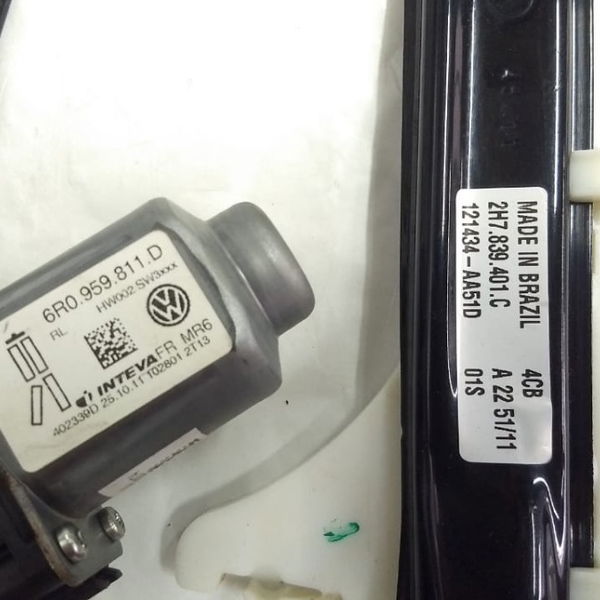 6R0.959.811.D
RL
HW002 SW3xxx
INTEVA FR MR6
402339D 25.10.11 T02801 2T13
MADE IN BRAZIL 4CB
2H7.839.401.C A 22 51/11
121434-AA51D 01S